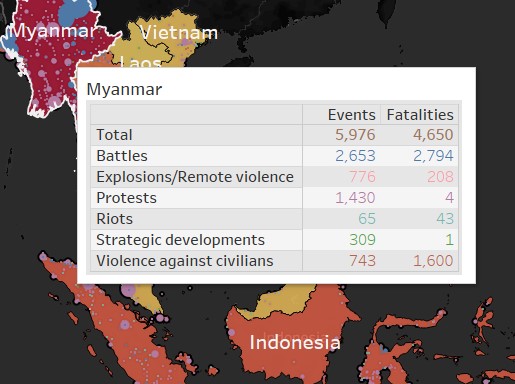 Myanmar
Vietnam
Laos
Myanmar
Events Fatalities
Total 5,976 4,650
Battles 2,653 2,794
Explosions/Remote violence 776 208
Protests 1,430 4
Riots 65 43
Strategic developments 309 1
Violence against civilians 743 1,600
Indonesia